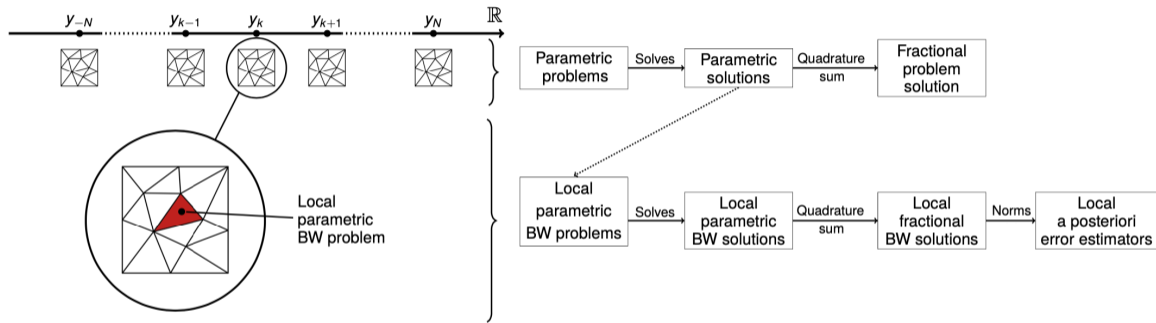 y₋N
yₖ₋₁
yₖ
yₖ₊₁
y_N
ℝ
Parametric
problems
Solves
Parametric
solutions
Quadrature
sum
Fractional
problem
solution
Local
parametric
BW problem
Local
parametric
BW problems
Solves
Local
parametric
BW solutions
Quadrature
sum
Local
fractional
BW solutions
Norms
Local
a posteriori
error estimators